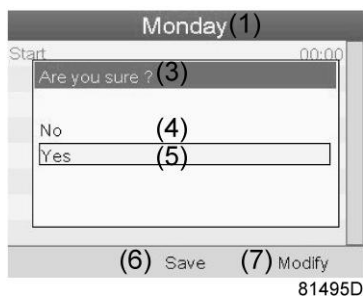 Monday(1)
Start 00:00
Are you sure ?(3)
No (4)
Yes (5)
(6) Save (7) Modify
81495D